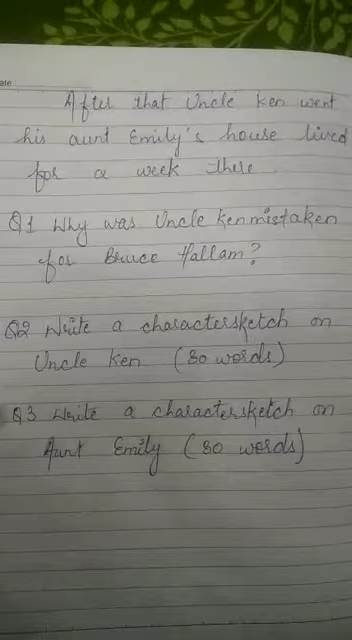 ate
After that Uncle Ken went
his aunt Emily's house lived
for a week there.
Q1 Why was Uncle Ken mistaken
for Bruce Hallam?
Q2 Write a charactersketch on
Uncle Ken (80 words)
Q3 Write a charactersketch on
Aunt Emily (80 words)